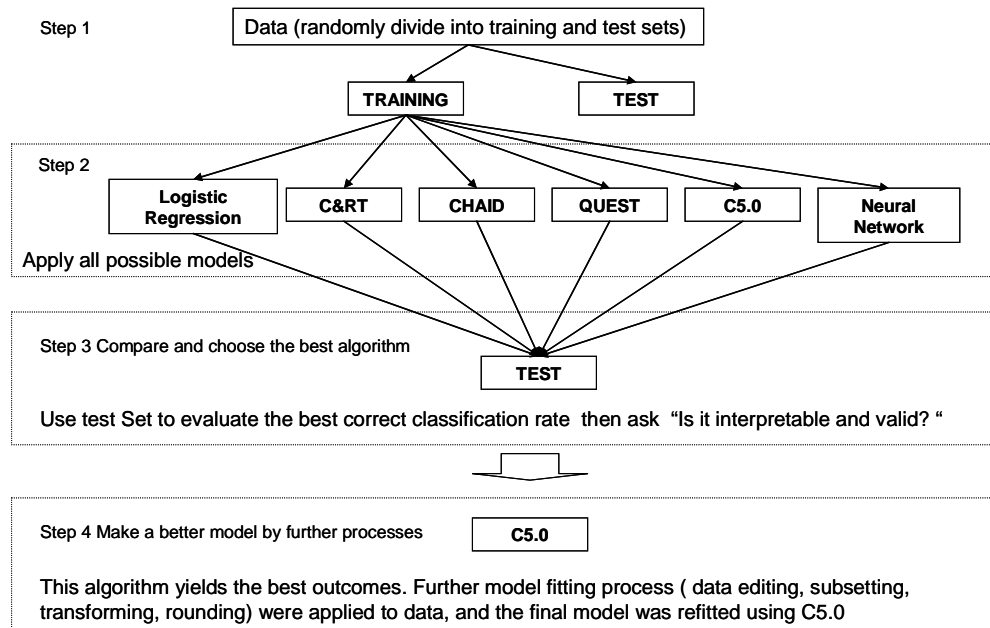 Step 1
Data (randomly divide into training and test sets)
TRAINING
TEST
Step 2
Logistic
Regression
C&RT
CHAID
QUEST
C5.0
Neural
Network
Apply all possible models
Step 3 Compare and choose the best algorithm
TEST
Use test Set to evaluate the best correct classification rate then ask “Is it interpretable and valid? “
Step 4 Make a better model by further processes
C5.0
This algorithm yields the best outcomes. Further model fitting process ( data editing, subsetting,
transforming, rounding) were applied to data, and the final model was refitted using C5.0